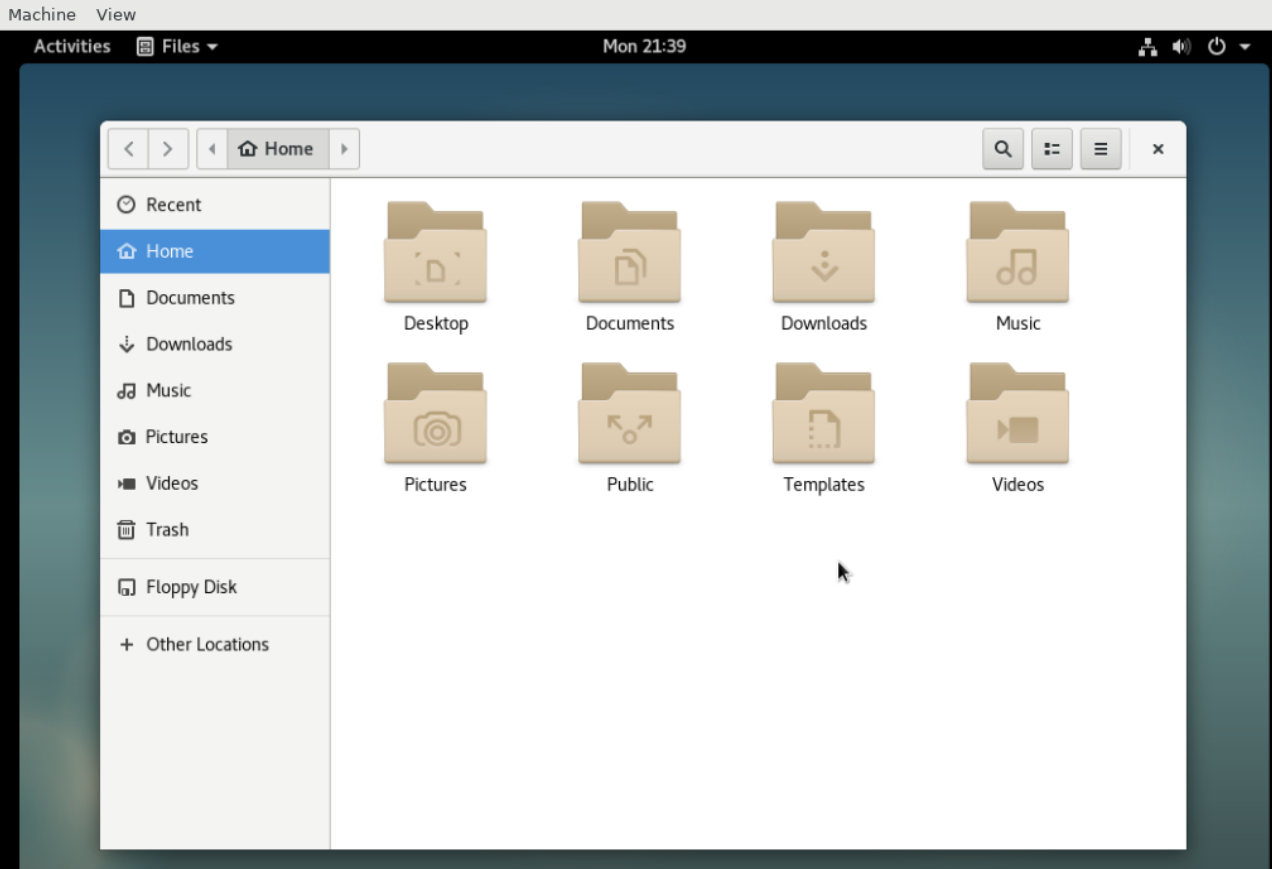 Machine View
Activities Files Mon 21:39
Home
Recent
Home
Documents
Downloads
Music
Pictures
Videos
Trash
Floppy Disk
Other Locations
Desktop Documents Downloads Music
Pictures Public Templates Videos